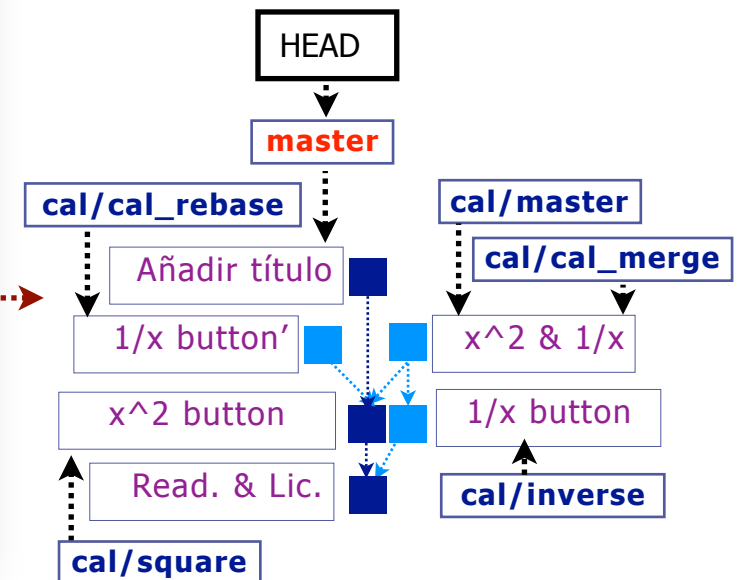 HEAD
master
cal/cal_rebase
cal/master
cal/cal_merge
Añadir título
1/x button’
x^2 & 1/x
x^2 button
1/x button
Read. & Lic.
cal/inverse
cal/square